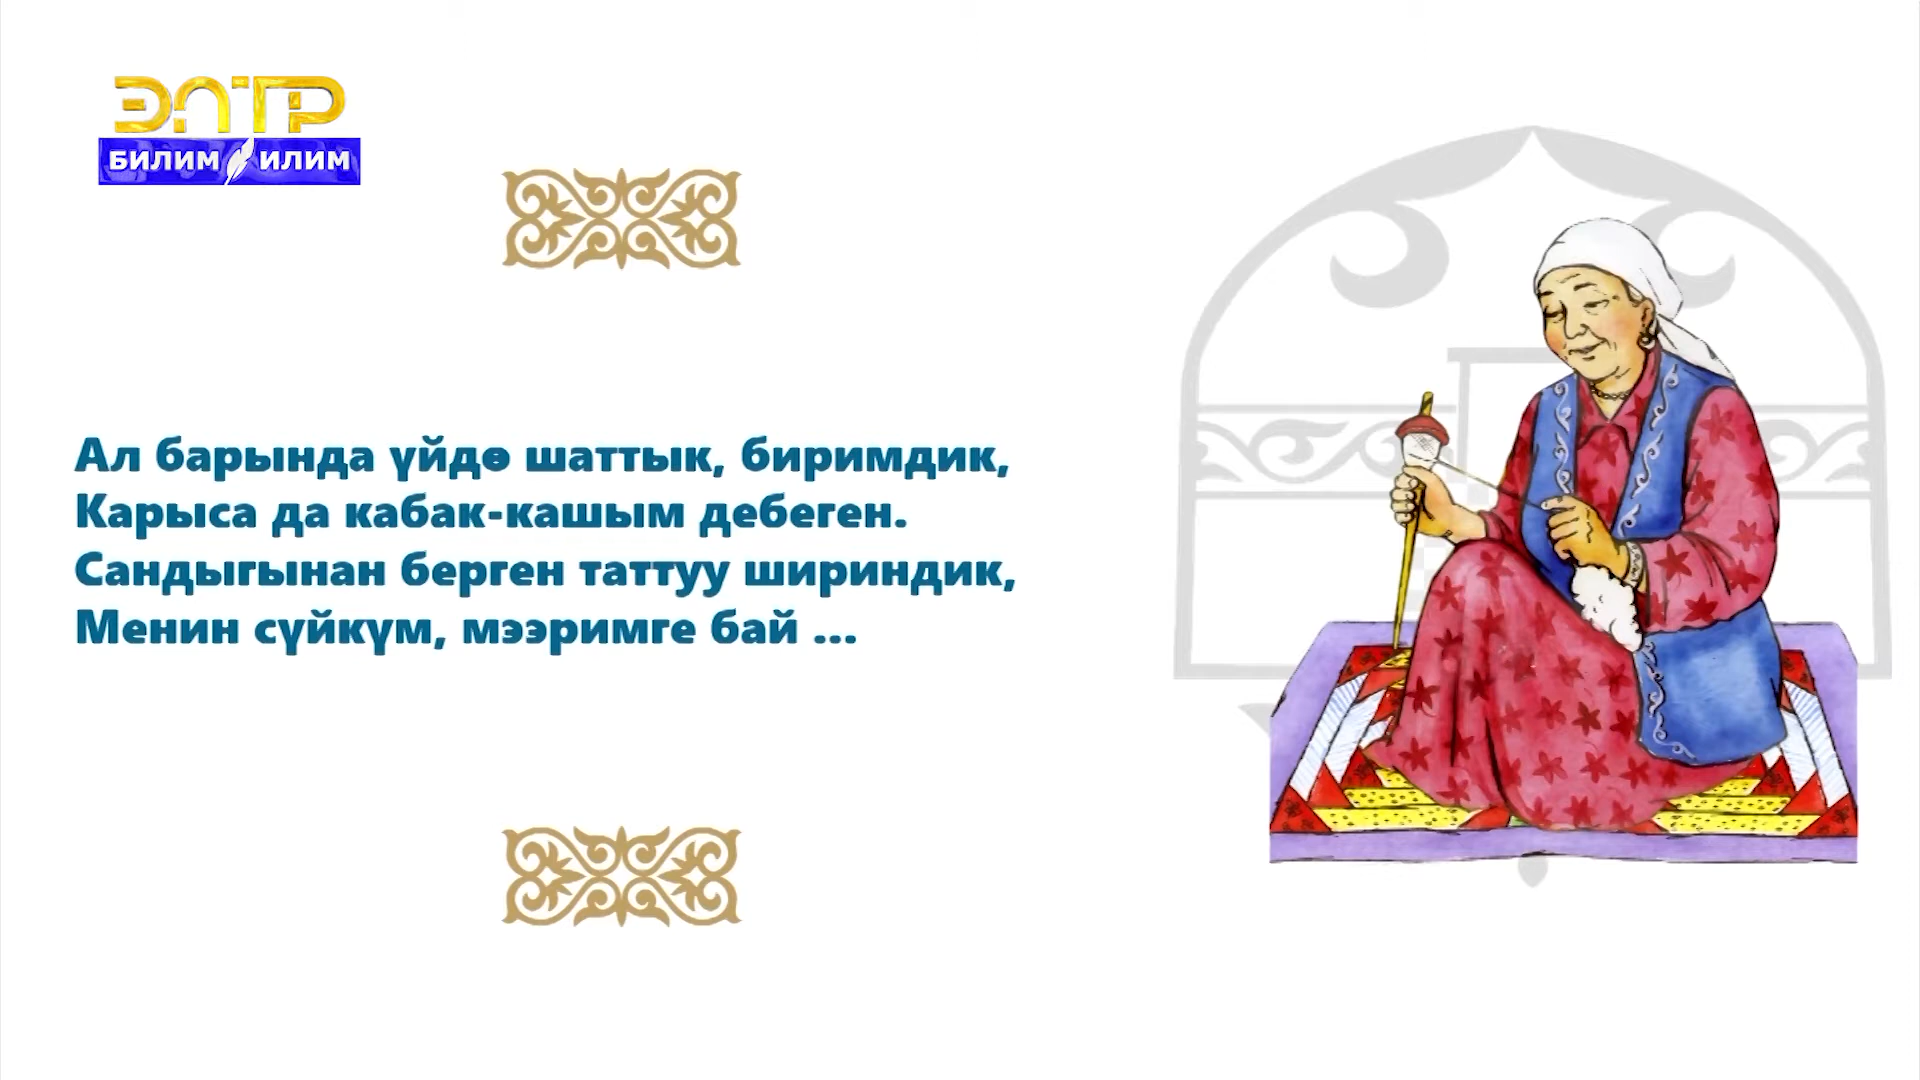 ЭЛТР
БИЛИМ ИЛИМ
Ал барында үйдө шаттык, биримдик,
Карыса да кабак-кашым дебеген.
Сандыгынан берген таттуу шириндик,
Менин сүйкүм, мээримге бай ...